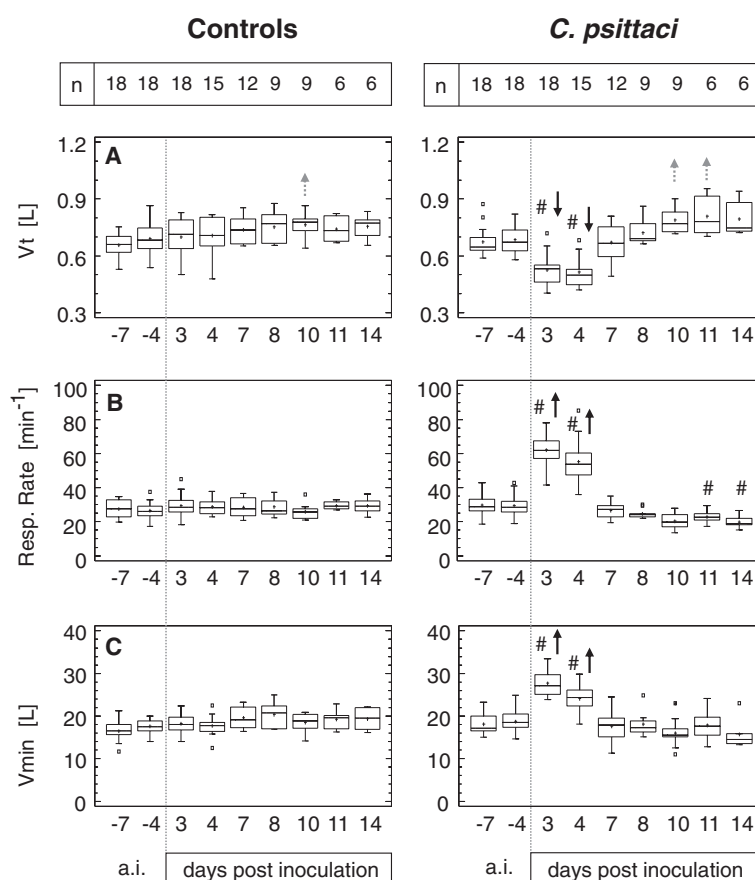 Controls
C. psittaci
n 18 18 18 15 12 9 9 6 6
n 18 18 18 15 12 9 9 6 6
A
Vt [L]
1.2
0.9
0.6
0.3
-7 -4 3 4 7 8 10 11 14
1.2
0.9
0.6
0.3
# #
-7 -4 3 4 7 8 10 11 14
B
Resp. Rate [min-1]
100
80
60
40
20
0
-7 -4 3 4 7 8 10 11 14
100
80
60
40
20
0
# # # #
-7 -4 3 4 7 8 10 11 14
C
Vmin [L]
40
30
20
10
0
-7 -4 3 4 7 8 10 11 14
40
30
20
10
0
# #
-7 -4 3 4 7 8 10 11 14
a.i. days post inoculation
a.i. days post inoculation